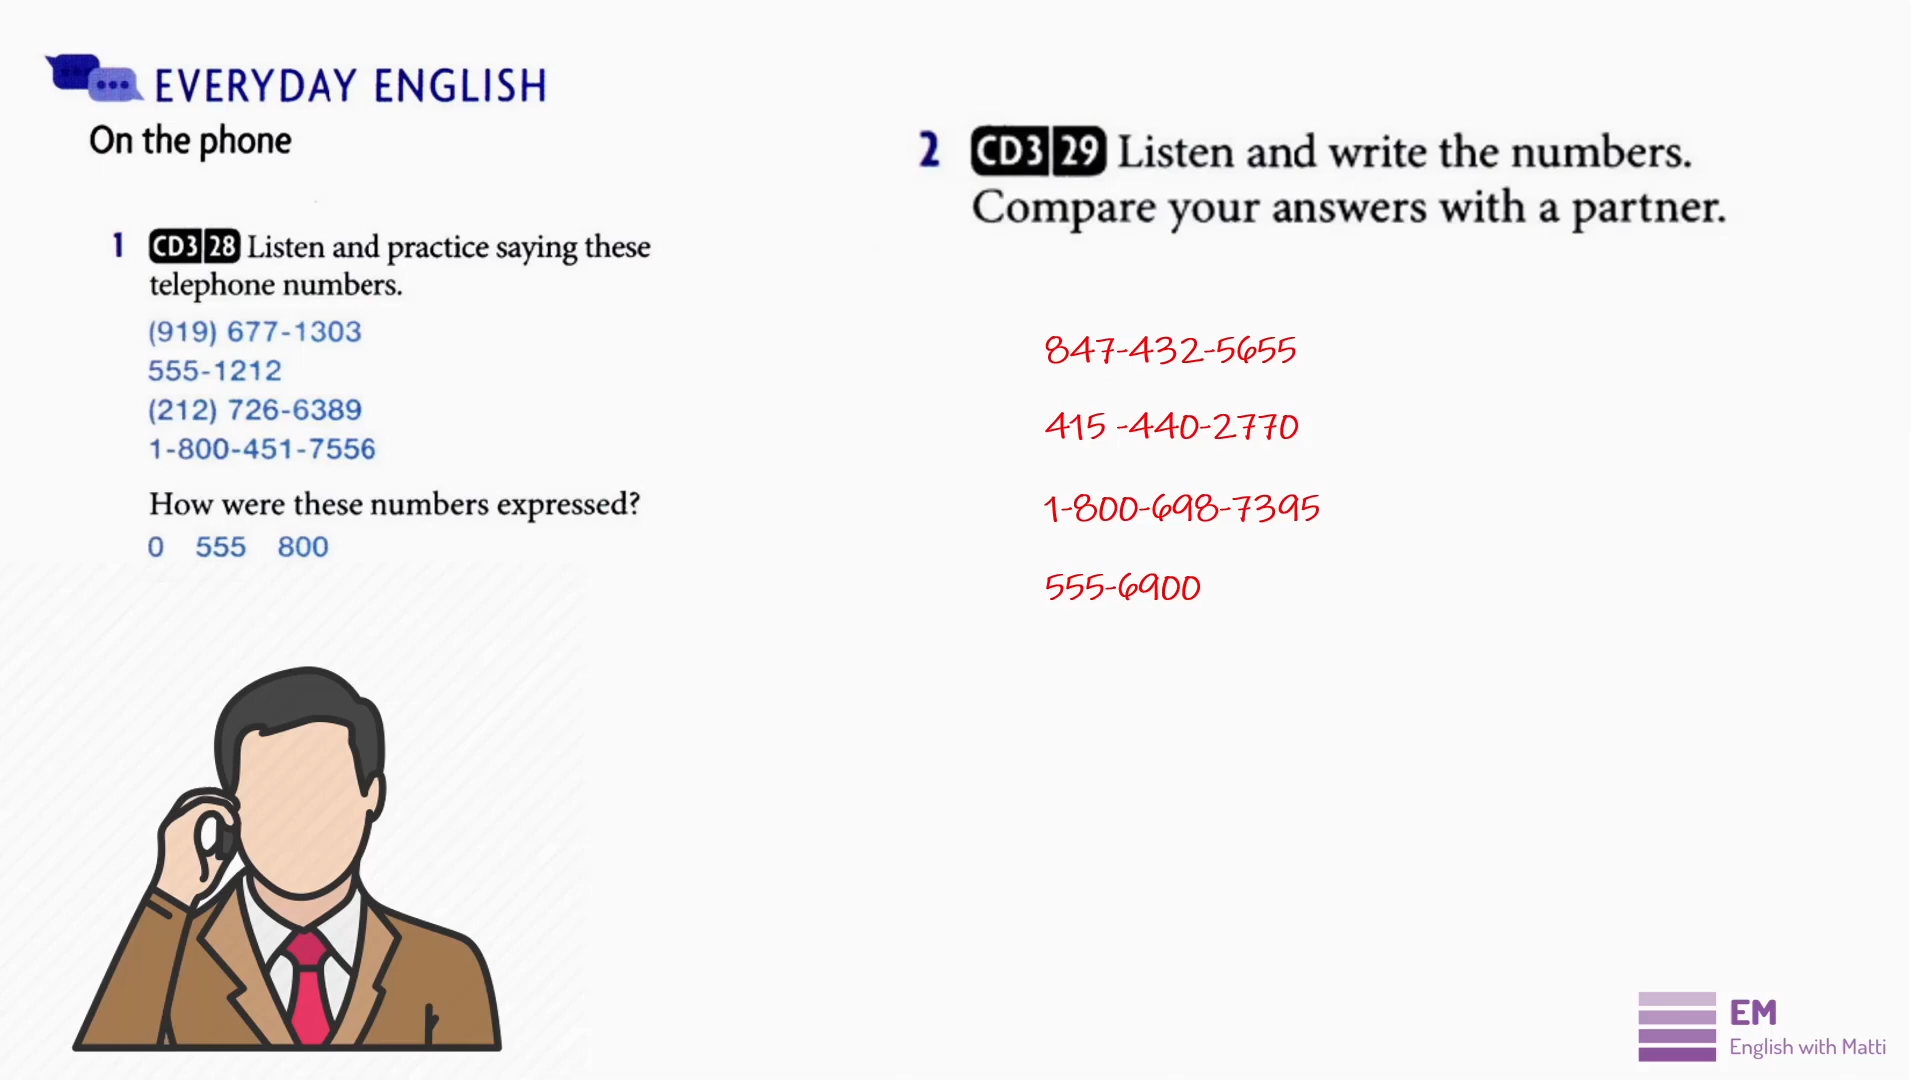 EVERYDAY ENGLISH
On the phone
1 CD3 28 Listen and practice saying these
telephone numbers.
(919) 677-1303
555-1212
(212) 726-6389
1-800-451-7556
How were these numbers expressed?
0 555 800
2 CD3 29 Listen and write the numbers.
Compare your answers with a partner.
847-432-5655
415 -440-2770
1-800-698-7395
555-6900
EM
English with Matti